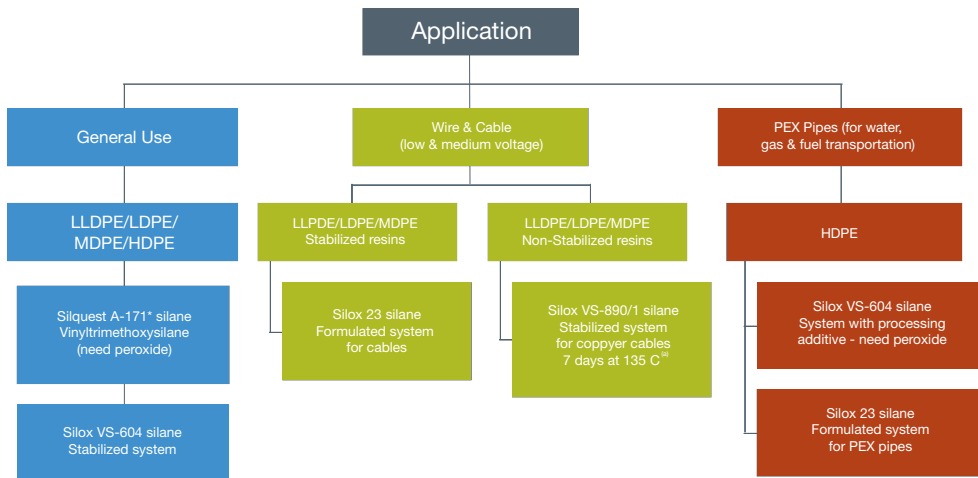 Application
General Use
LLDPE/LDPE/
MDPE/HDPE
Silquest A-171* silane
Vinyltrimethoxysilane
(need peroxide)
Silox VS-604 silane
Stabilized system
Wire & Cable
(low & medium voltage)
LLPDE/LDPE/MDPE
Stabilized resins
Silox 23 silane
Formulated system
for cables
LLDPE/LDPE/MDPE
Non-Stabilized resins
Silox VS-890/1 silane
Stabilized system
for coppyer cables
7 days at 135 C(a)
PEX Pipes (for water,
gas & fuel transportation)
HDPE
Silox VS-604 silane
System with processing
additive - need peroxide
Silox 23 silane
Formulated system
for PEX pipes